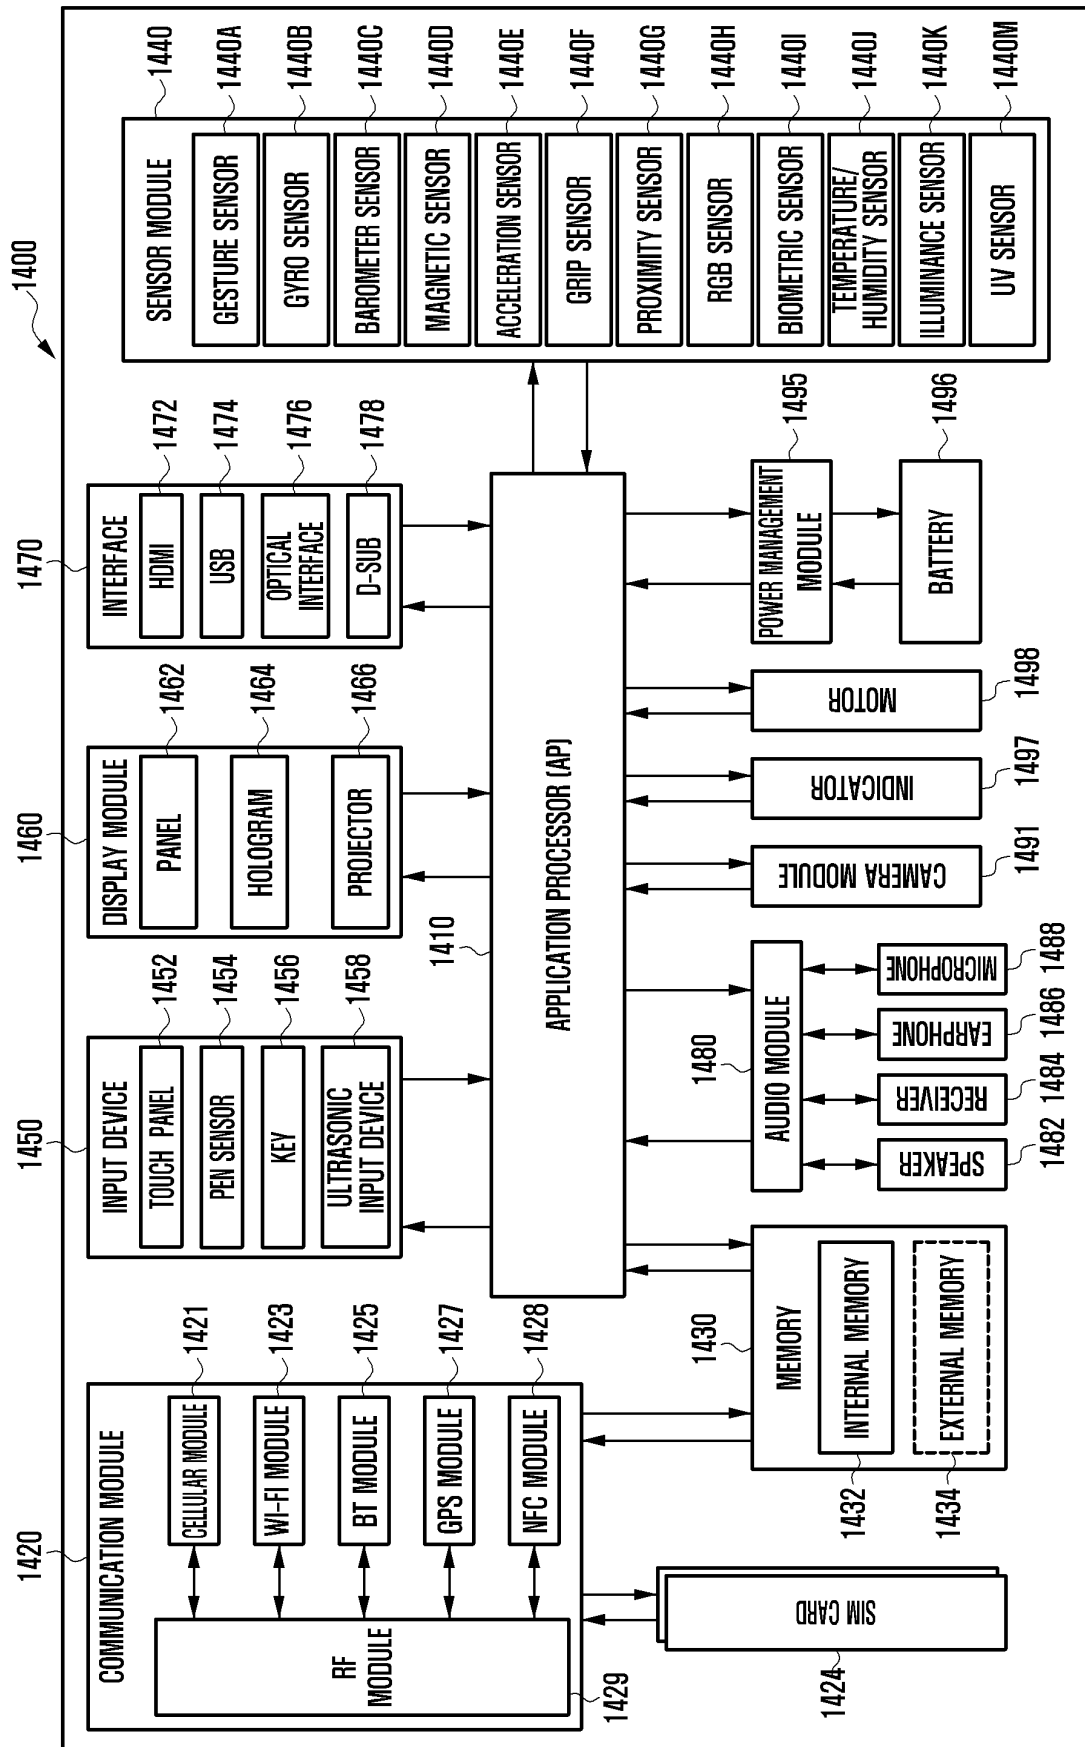 1400
COMMUNICATION MODULE
1420
RF
MODULE
1429
CELLULAR MODULE
1421
WI-FI MODULE
1423
BT MODULE
1425
GPS MODULE
1427
NFC MODULE
1428
SIM CARD
1424
INPUT DEVICE
1450
TOUCH PANEL
1452
PEN SENSOR
1454
KEY
1456
ULTRASONIC
INPUT DEVICE
1458
DISPLAY MODULE
1460
PANEL
1462
HOLOGRAM
1464
PROJECTOR
1466
INTERFACE
1470
HDMI
1472
USB
1474
OPTICAL
INTERFACE
1476
D-SUB
1478
SENSOR MODULE
1440
GESTURE SENSOR
1440A
GYRO SENSOR
1440B
BAROMETER SENSOR
1440C
MAGNETIC SENSOR
1440D
ACCELERATION SENSOR
1440E
GRIP SENSOR
1440F
PROXIMITY SENSOR
1440G
RGB SENSOR
1440H
BIOMETRIC SENSOR
1440I
TEMPERATURE/
HUMIDITY SENSOR
1440J
ILLUMINANCE SENSOR
1440K
UV SENSOR
1440M
APPLICATION PROCESSOR (AP)
1410
MEMORY
1430
INTERNAL MEMORY
1432
EXTERNAL MEMORY
1434
AUDIO MODULE
1480
SPEAKER
1482
RECEIVER
1484
EARPHONE
1486
MICROPHONE
1488
CAMERA MODULE
1491
INDICATOR
1497
MOTOR
1498
POWER MANAGEMENT
MODULE
1495
BATTERY
1496